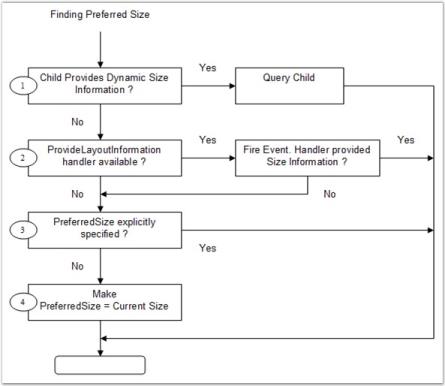 Finding Preferred Size
1
Child Provides Dynamic Size
Information ?
Yes
Query Child
No
2
ProvideLayoutInformation
handler available ?
Yes
Fire Event. Handler provided
Size Information ?
Yes
No
No
3
PreferredSize explicitly
specified ?
Yes
No
4
Make
PreferredSize = Current Size